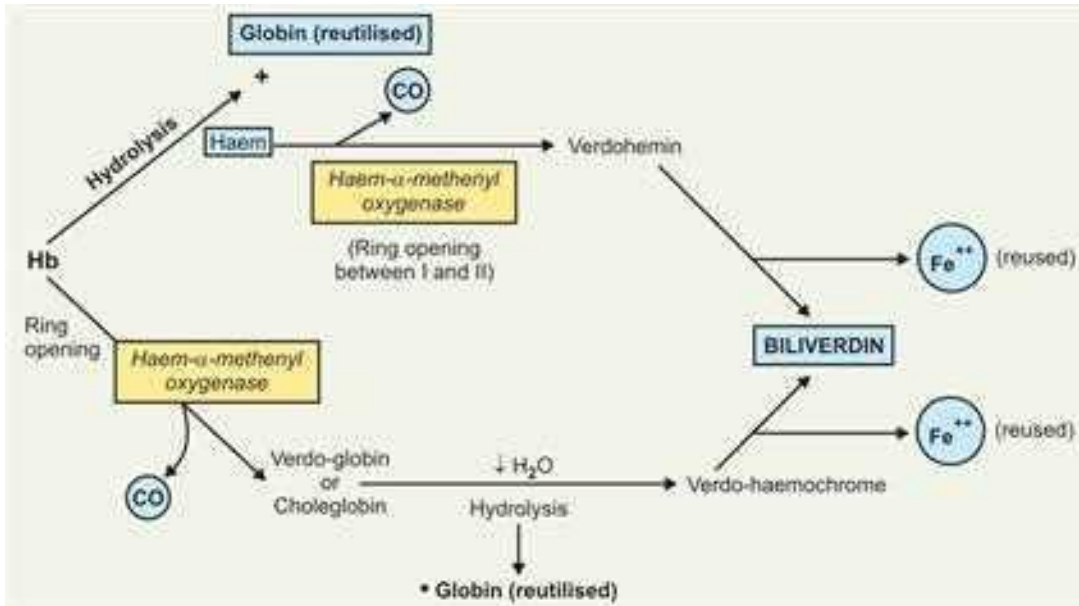 Globin (reutilised)
+
CO
Hydrolysis
Haem
Verdohemin
Haem-α-methenyl
oxygenase
(Ring opening
between I and II)
Hb
Fe++ (reused)
Ring
opening
BILIVERDIN
Haem-α-methenyl
oxygenase
Fe++ (reused)
CO
Verdo-globin
or
Choleglobin
↓ H2O
Hydrolysis
Verdo-haemochrome
• Globin (reutilised)